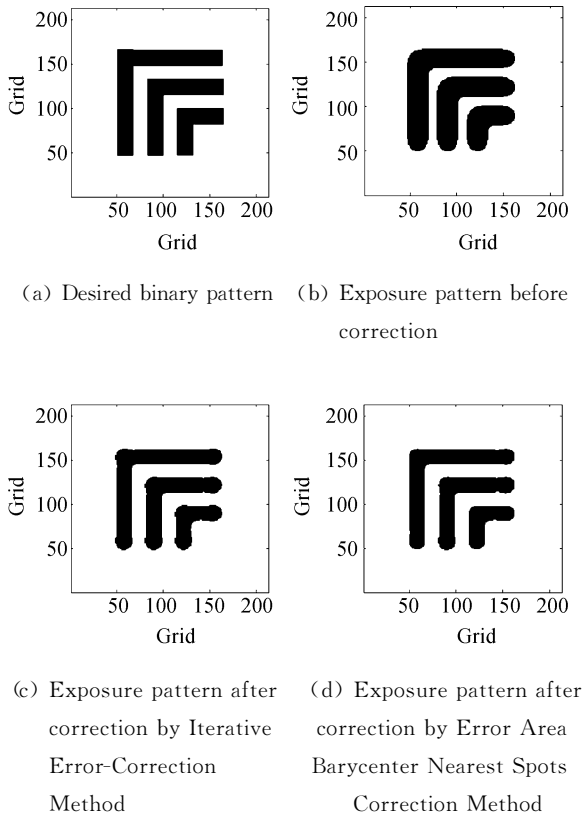 200
150
100
50
Grid
50 100 150 200
Grid
200
150
100
50
Grid
50 100 150 200
Grid
(a) Desired binary pattern
(b) Exposure pattern before
correction
200
150
100
50
Grid
50 100 150 200
Grid
200
150
100
50
Grid
50 100 150 200
Grid
(c) Exposure pattern after
correction by Iterative
Error-Correction
Method
(d) Exposure pattern after
correction by Error Area
Barycenter Nearest Spots
Correction Method